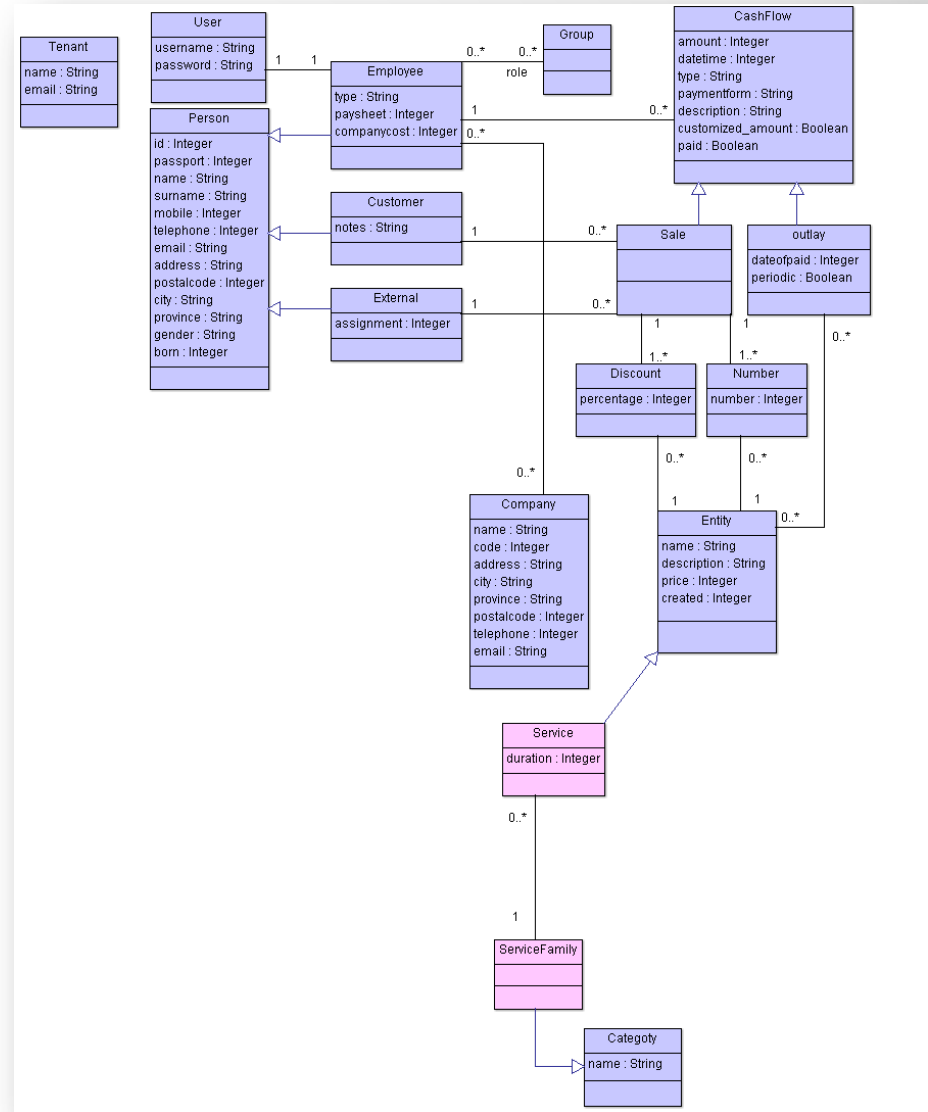 Tenant
name : String
email : String
User
username : String
password : String
1
1
Person
id : Integer
passport : Integer
name : String
surname : String
mobile : Integer
telephone : Integer
email : String
address : String
postalcode : Integer
city : String
province : String
gender : String
born : Integer
Employee
type : String
paysheet : Integer
companycost : Integer
0..*
0..*
role
Group
1
0..*
0..*
CashFlow
amount : Integer
datetime : Integer
type : String
paymentform : String
description : String
customized_amount : Boolean
paid : Boolean
Customer
notes : String
1
0..*
External
assignment : Integer
1
0..*
Sale
outlay
dateofpaid : Integer
periodic : Boolean
1
1
0..*
1..*
1..*
Discount
percentage : Integer
Number
number : Integer
0..*
0..*
1
1
0..*
0..*
Company
name : String
code : Integer
address : String
city : String
province : String
postalcode : Integer
telephone : Integer
email : String
Entity
name : String
description : String
price : Integer
created : Integer
Service
duration : Integer
0..*
1
ServiceFamily
Categoty
name : String